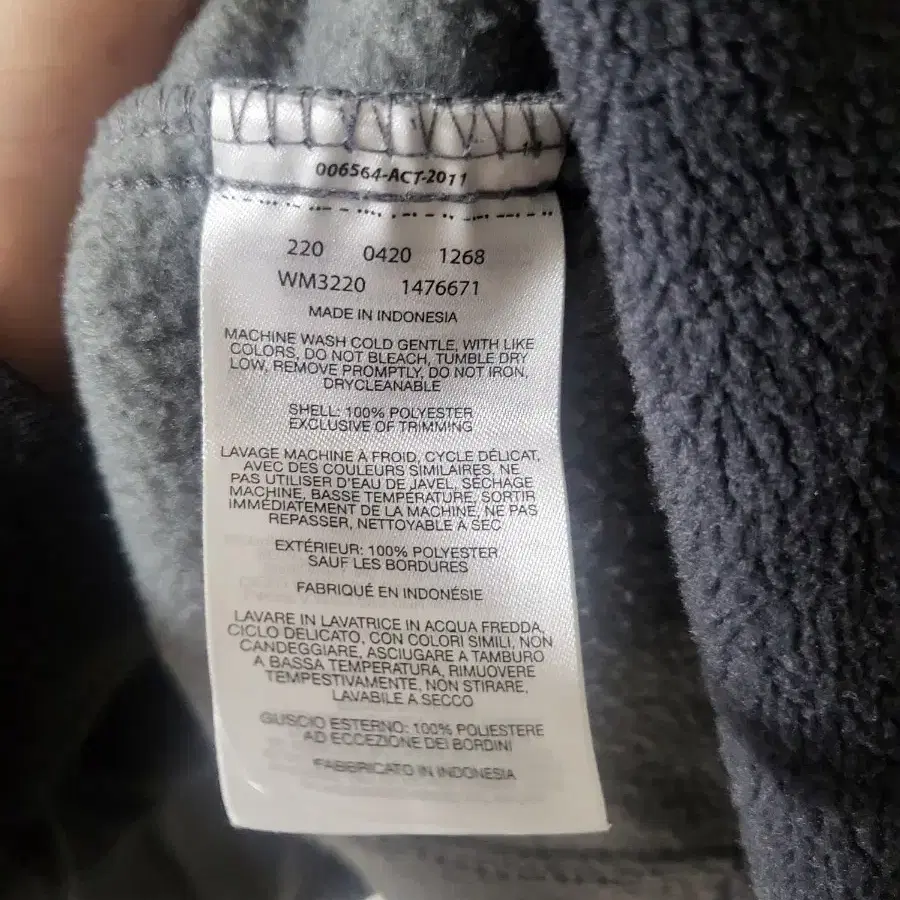 006564-ACT-2011
220 0420 1268
WM3220 1476671
MADE IN INDONESIA
MACHINE WASH COLD GENTLE, WITH LIKE
COLORS, DO NOT BLEACH, TUMBLE DRY
LOW, REMOVE PROMPTLY, DO NOT IRON,
DRYCLEANABLE
SHELL: 100% POLYESTER
EXCLUSIVE OF TRIMMING
LAVAGE MACHINE À FROID, CYCLE DÉLICAT,
AVEC DES COULEURS SIMILAIRES, NE
PAS UTILISER D'EAU DE JAVEL, SÉCHAGE
MACHINE, BASSE TEMPÉRATURE, SORTIR
IMMÉDIATEMENT DE LA MACHINE, NE PAS
REPASSER, NETTOYABLE À SEC
EXTÉRIEUR: 100% POLYESTER
SAUF LES BORDURES
FABRIQUÉ EN INDONÉSIE
LAVARE IN LAVATRICE IN ACQUA FREDDA,
CICLO DELICATO, CON COLORI SIMILI, NON
CANDEGGIARE, ASCIUGARE A TAMBURO
A BASSA TEMPERATURA, RIMUOVERE
TEMPESTIVAMENTE, NON STIRARE,
LAVABILE A SECCO
GUSCIO ESTERNO: 100% POLIESTERE
AD ECCEZIONE DEI BORDINI
FABBRICATO IN INDONESIA